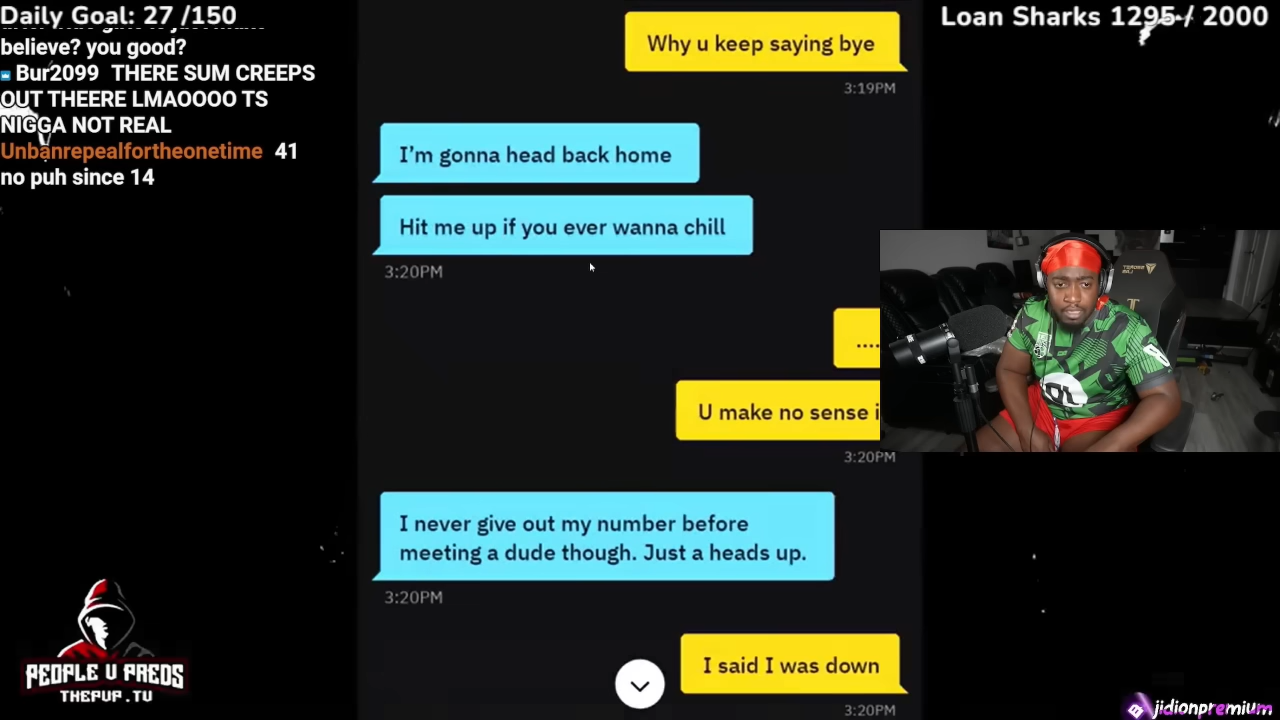 Daily Goal: 27 /150
believe? you good?
Bur2099 THERE SUM CREEPS
OUT THEERE LMAOOOO TS
NIGGA NOT REAL
Unbanrepealfortheonetime 41
no puh since 14
Loan Sharks 1295 / 2000
Why u keep saying bye
3:19PM
I'm gonna head back home
Hit me up if you ever wanna chill
3:20PM
....
U make no sense
3:20PM
I never give out my number before
meeting a dude though. Just a heads up.
3:20PM
I said I was down
3:20PM
PEOPLE V PREDS
THEPVP.TV
jidionpremium